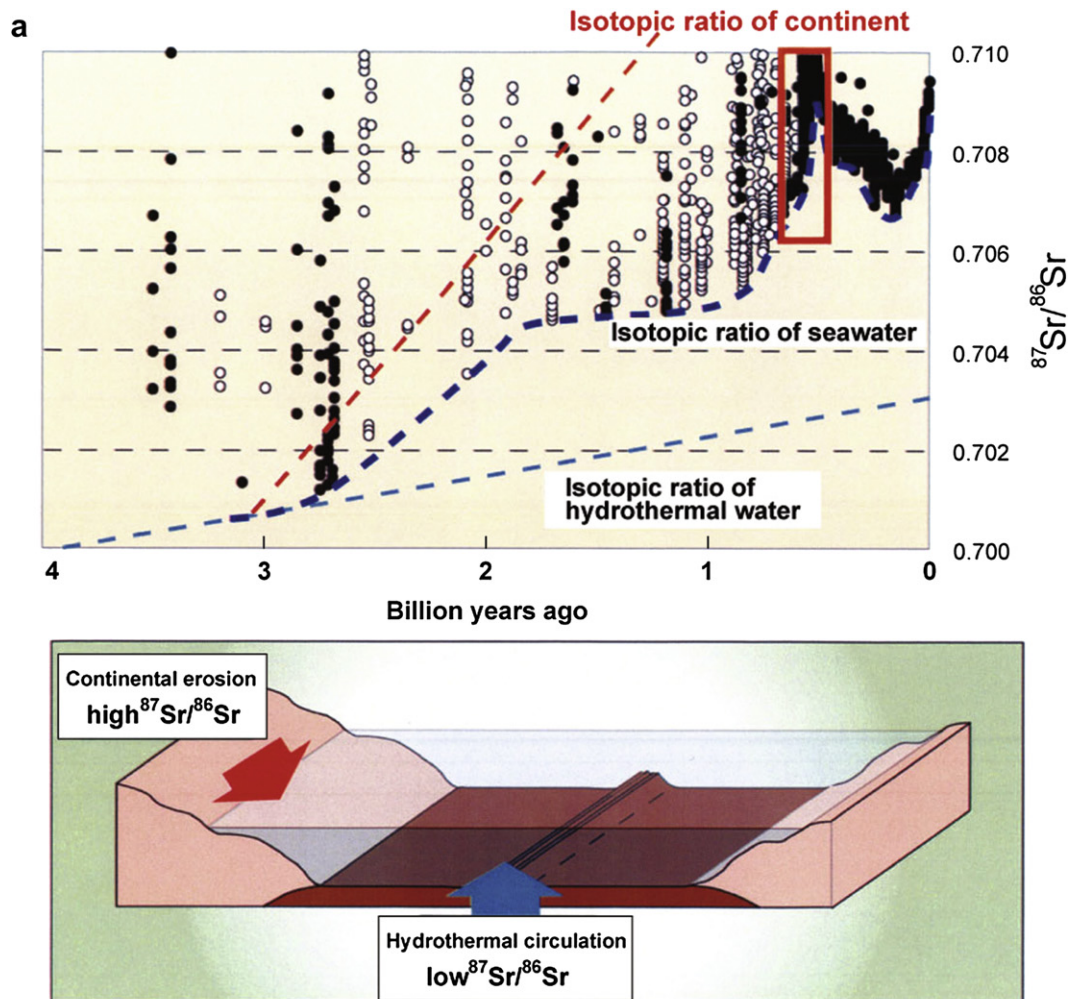 a
Isotopic ratio of continent
0.710
0.708
0.706
0.704
0.702
0.700
87Sr/86Sr
Isotopic ratio of seawater
Isotopic ratio of
hydrothermal water
4 3 2 1 0
Billion years ago
Continental erosion
high87Sr/86Sr
Hydrothermal circulation
low87Sr/86Sr